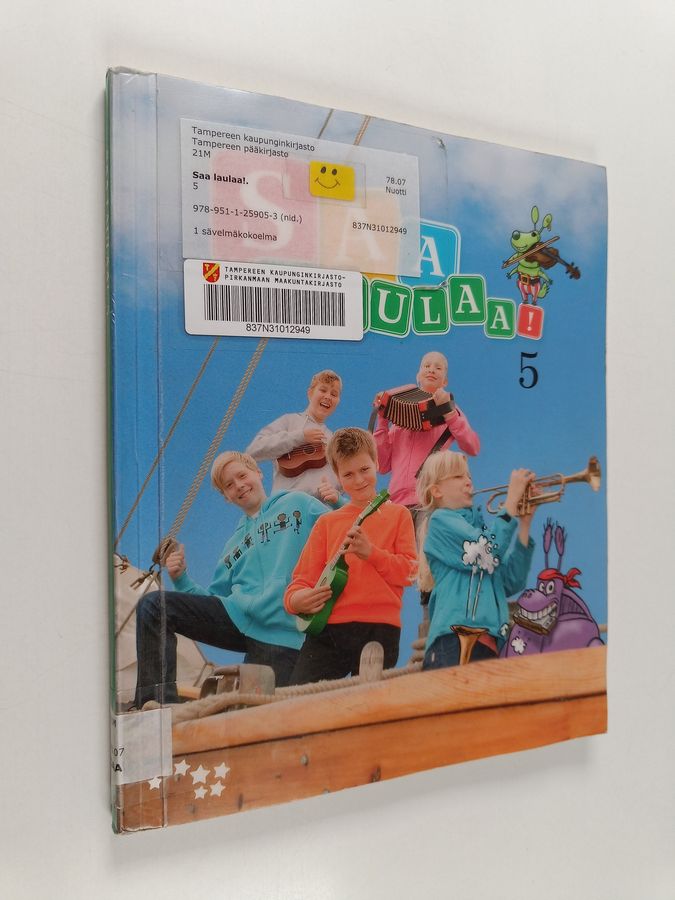 Tampereen kaupunginkirjasto
Tampereen pääkirjasto
21M
78.07
Nuotti
Saa laulaa!.
5
978-951-1-25905-3 (nid.)
837N31012949
1 sävelmäkokoelma
TAMPEREEN KAUPUNGINKIRJASTO-
PIRKANMAAN MAAKUNTAKIRJASTO
837N31012949
SAA
ULAA!
5
07